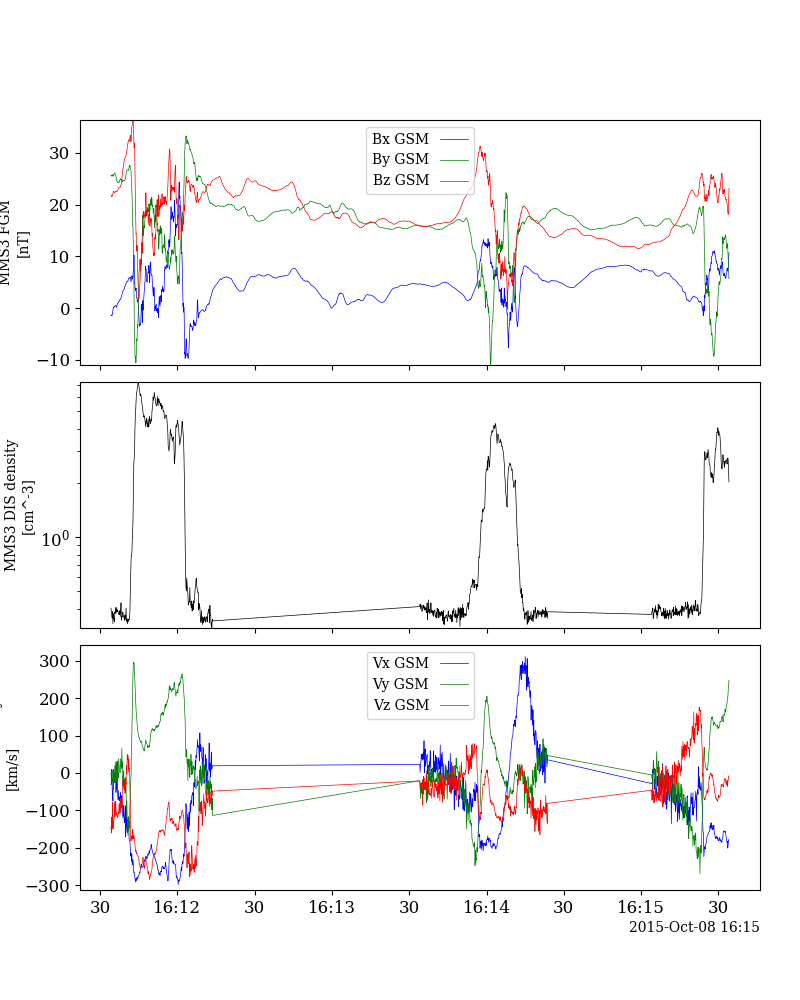 MMS3 FGM
[nT]
30
20
10
0
−10
Bx GSM
By GSM
Bz GSM
MMS3 DIS density
[cm^-3]
10⁰
[km/s]
300
200
100
0
−100
−200
−300
Vx GSM
Vy GSM
Vz GSM
30 16:12 30 16:13 30 16:14 30 16:15 30
2015-Oct-08 16:15